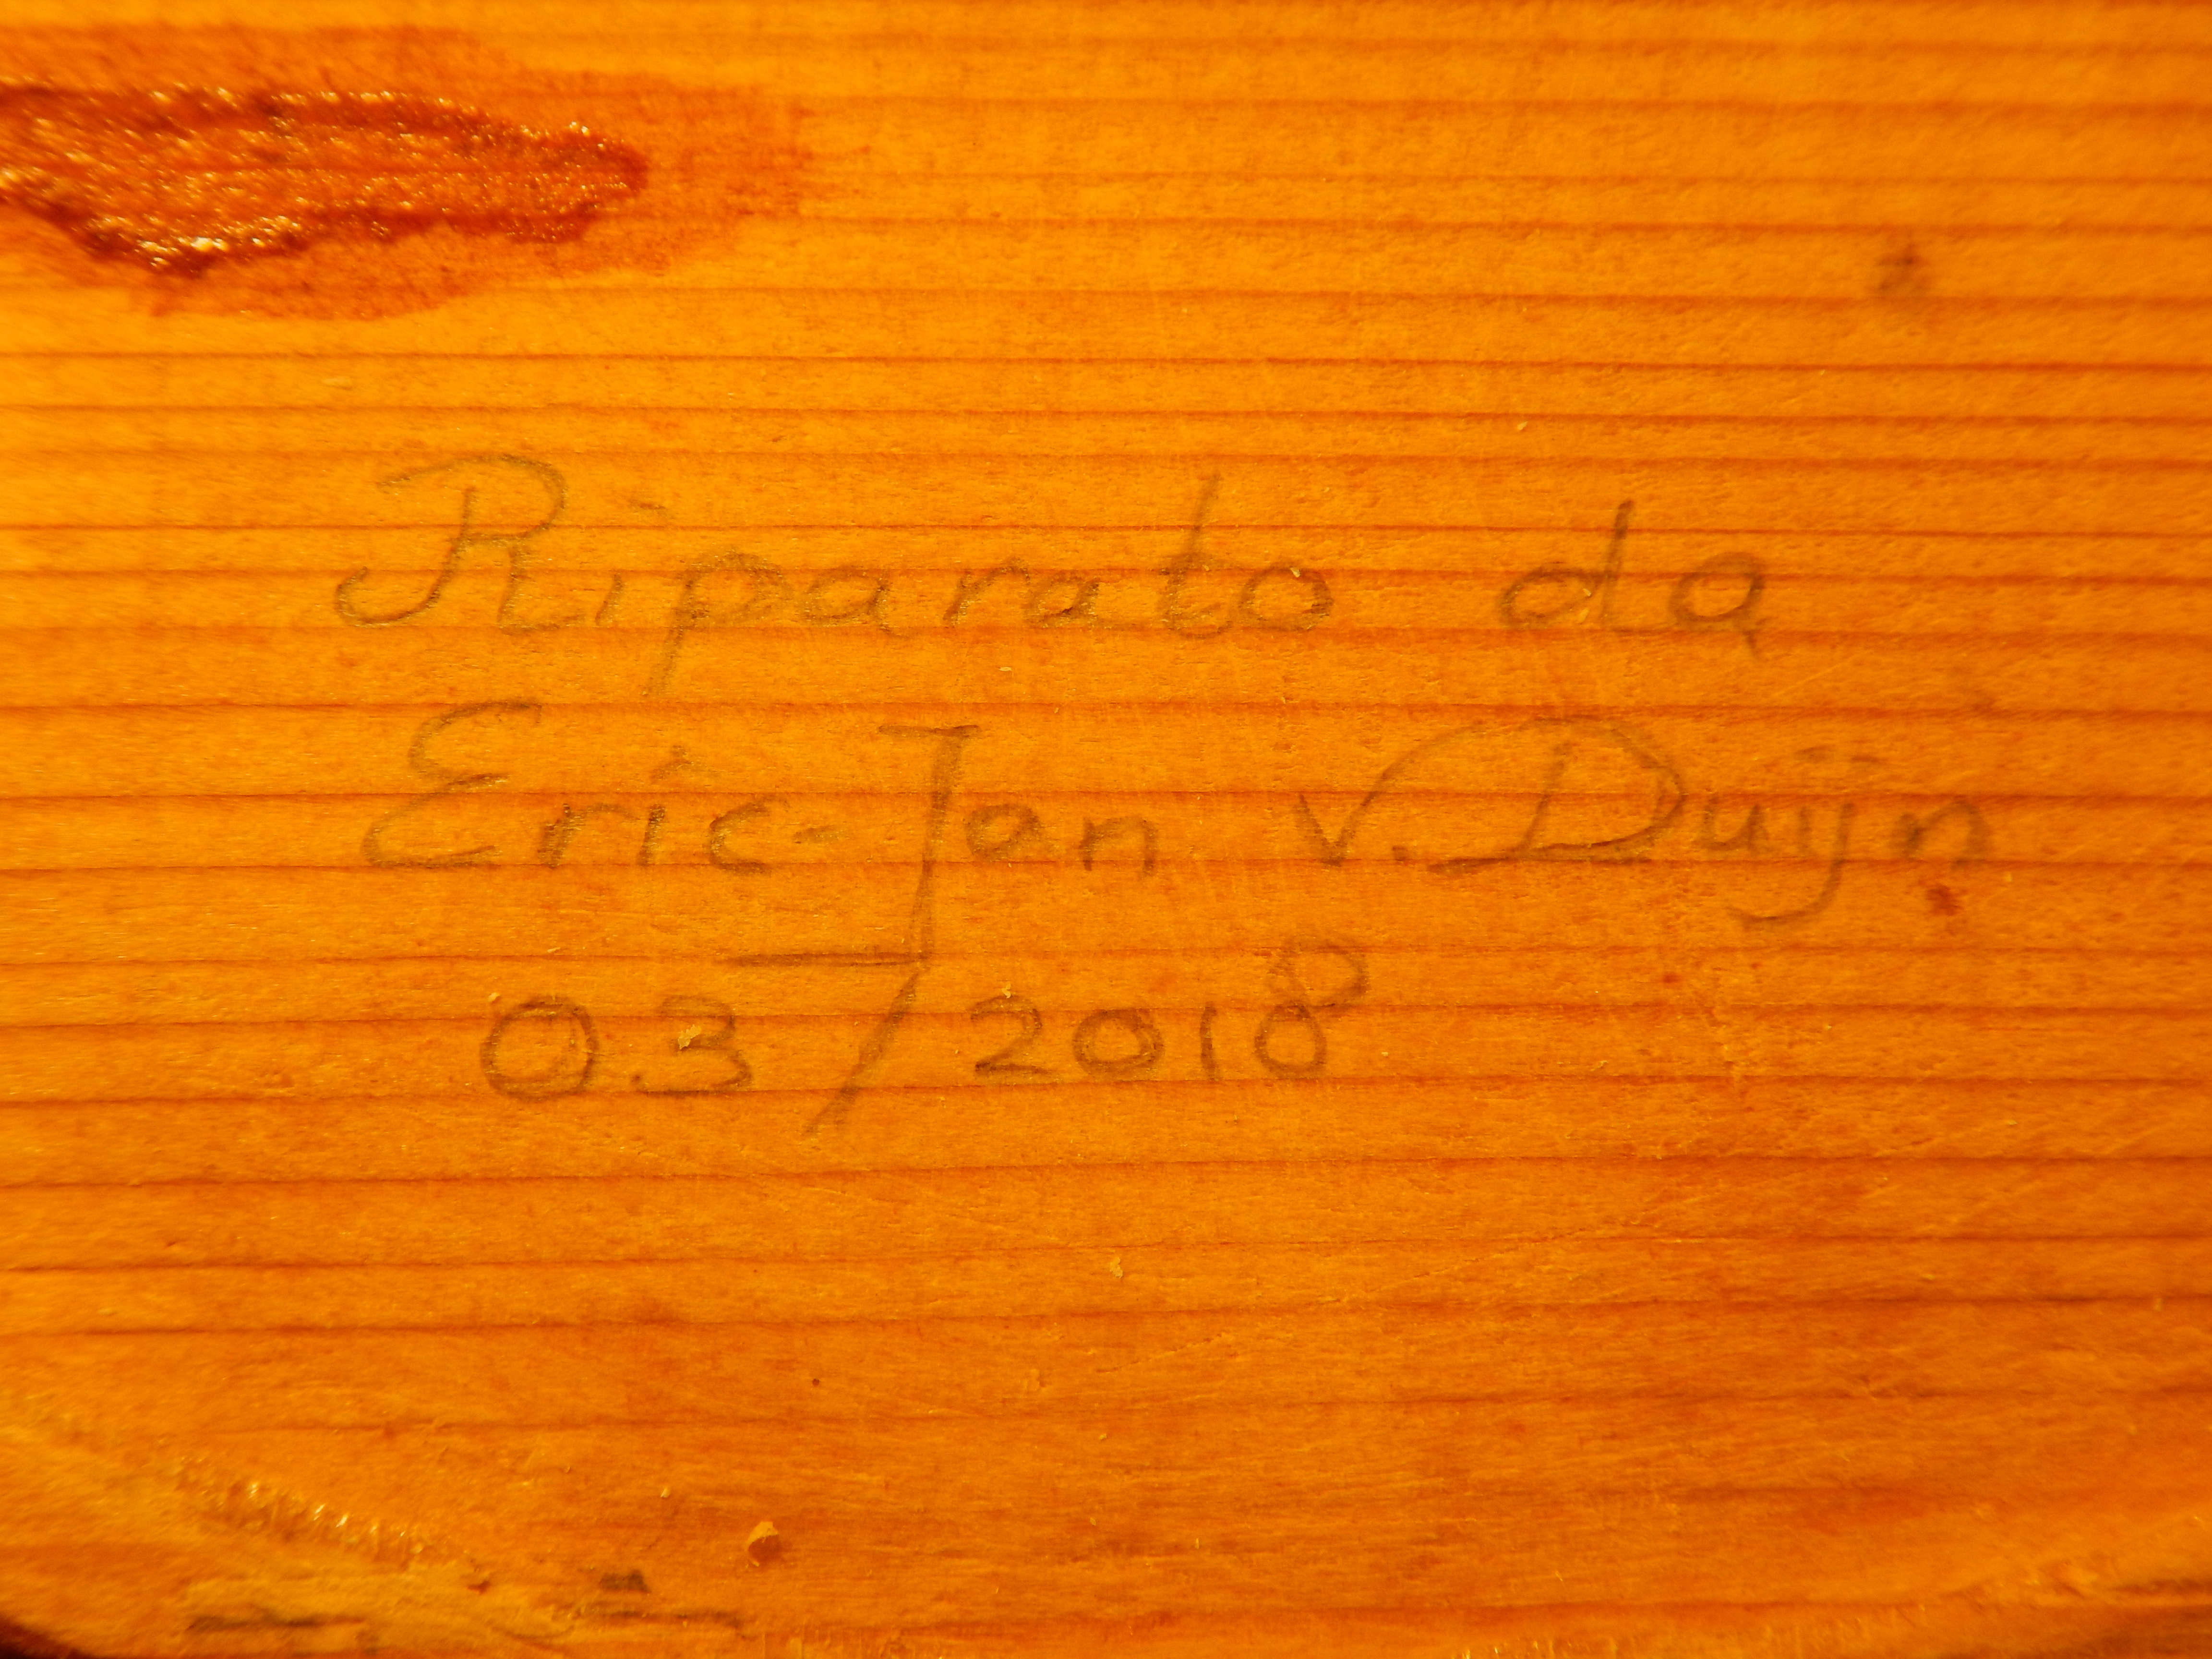 Riparato da
Eric-Jan v. Duijn
03/2018